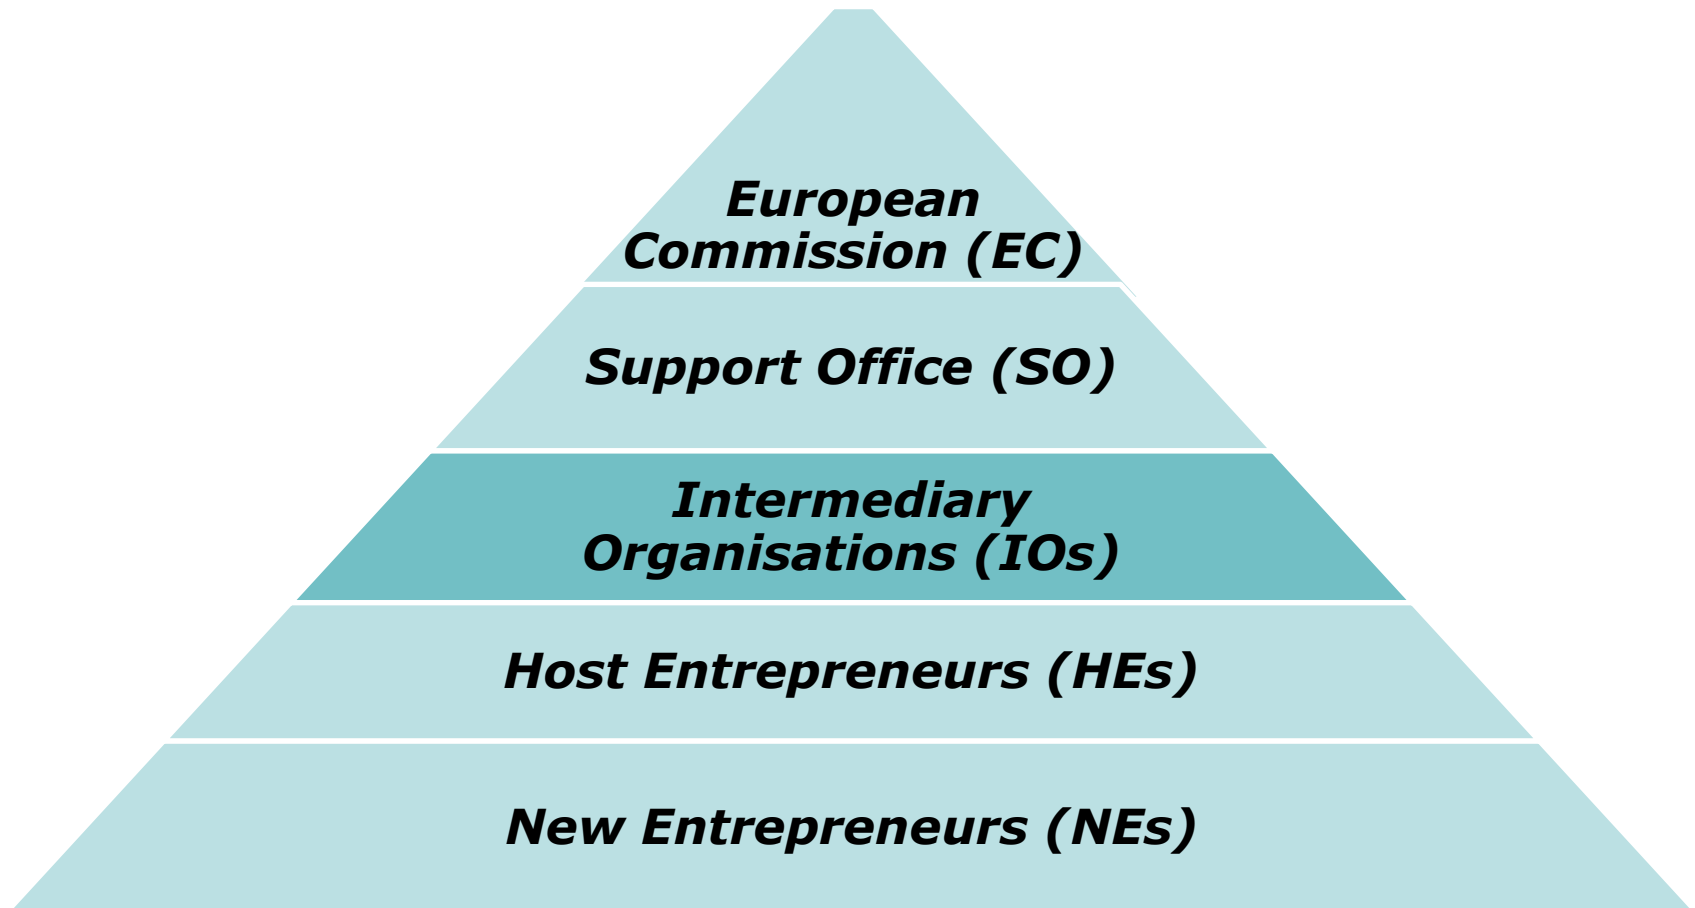 European
Commission (EC)
Support Office (SO)
Intermediary
Organisations (IOs)
Host Entrepreneurs (HEs)
New Entrepreneurs (NEs)